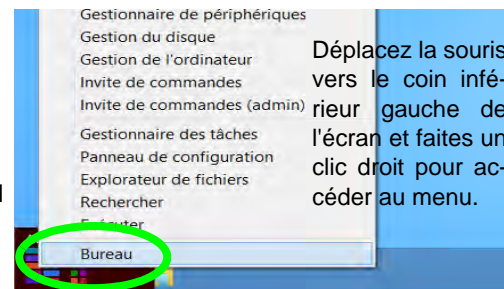 Gestionnaire de périphériques
Gestion du disque
Gestion de l'ordinateur
Invite de commandes
Invite de commandes (admin)
Gestionnaire des tâches
Panneau de configuration
Explorateur de fichiers
Rechercher
Exécuter
Bureau
Déplacez la souris
vers le coin infé-
rieur gauche de
l'écran et faites un
clic droit pour ac-
céder au menu.